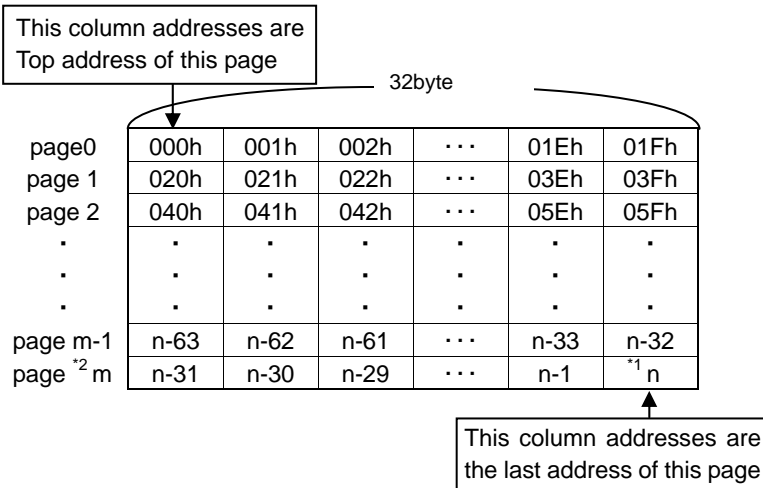 This column addresses are
Top address of this page
32byte
page0 000h 001h 002h ··· 01Eh 01Fh
page 1 020h 021h 022h ··· 03Eh 03Fh
page 2 040h 041h 042h ··· 05Eh 05Fh
· · · · · · ·
· · · · · · ·
· · · · · · ·
page m-1 n-63 n-62 n-61 ··· n-33 n-32
page *2 m n-31 n-30 n-29 ··· n-1 *1 n
This column addresses are
the last address of this page